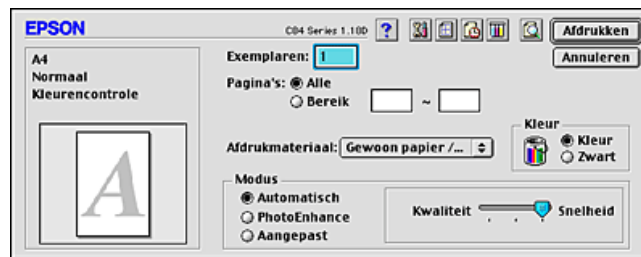 EPSON
C84 Series 1.10D
Afdrukken
A4
Normaal
Kleurencontrole
A
Exemplaren: 1
Annuleren
Pagina's: Alle
Bereik ~
Afdrukmateriaal: Gewoon papier /...
Kleur
Kleur
Zwart
Modus
Automatisch
PhotoEnhance
Aangepast
Kwaliteit Snelheid